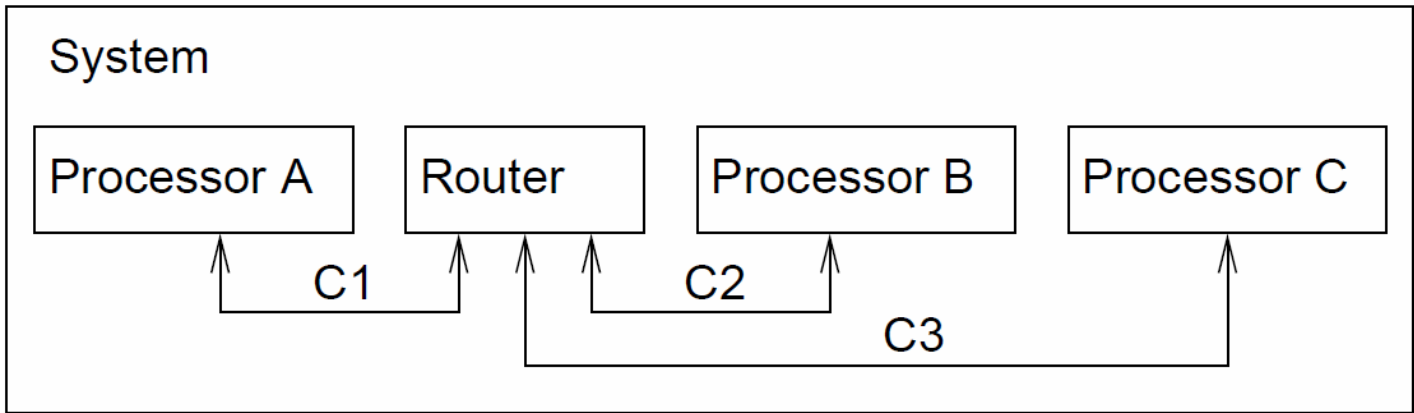 System
Processor A
Router
Processor B
Processor C
C1
C2
C3